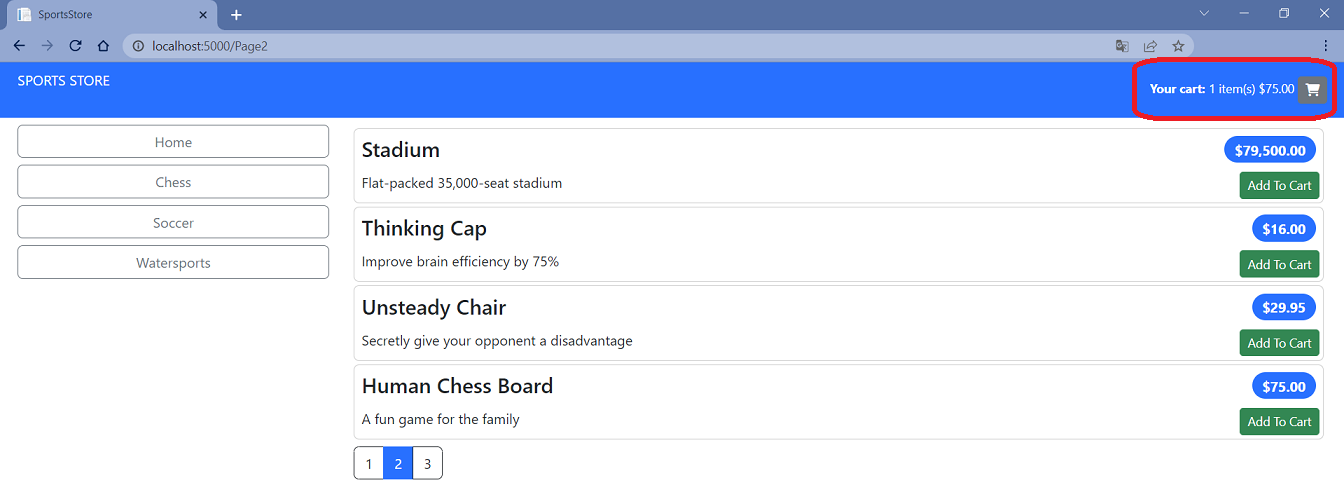 SportsStore
localhost:5000/Page2
SPORTS STORE
Your cart: 1 item(s) $75.00
Home
Chess
Soccer
Watersports
Stadium
$79,500.00
Flat-packed 35,000-seat stadium
Add To Cart
Thinking Cap
$16.00
Improve brain efficiency by 75%
Add To Cart
Unsteady Chair
$29.95
Secretly give your opponent a disadvantage
Add To Cart
Human Chess Board
$75.00
A fun game for the family
Add To Cart
1 2 3